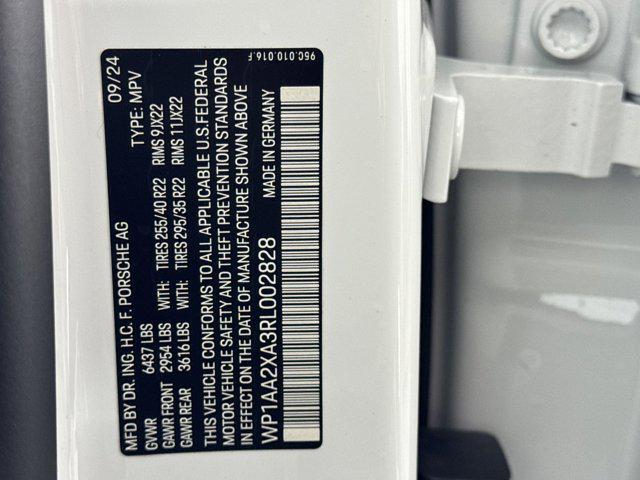 MFD BY DR. ING. H.C. F. PORSCHE AG 09/24
GVWR 6437 LBS TYPE: MPV
GAWR FRONT 2954 LBS WITH: TIRES 255/40 R22 RIMS 9JX22
GAWR REAR 3616 LBS WITH: TIRES 295/35 R22 RIMS 11JX22
THIS VEHICLE CONFORMS TO ALL APPLICABLE U.S. FEDERAL
MOTOR VEHICLE SAFETY AND THEFT PREVENTION STANDARDS
IN EFFECT ON THE DATE OF MANUFACTURE SHOWN ABOVE
WP1AA2XA3RL002828 MADE IN GERMANY
95C.010.016.F